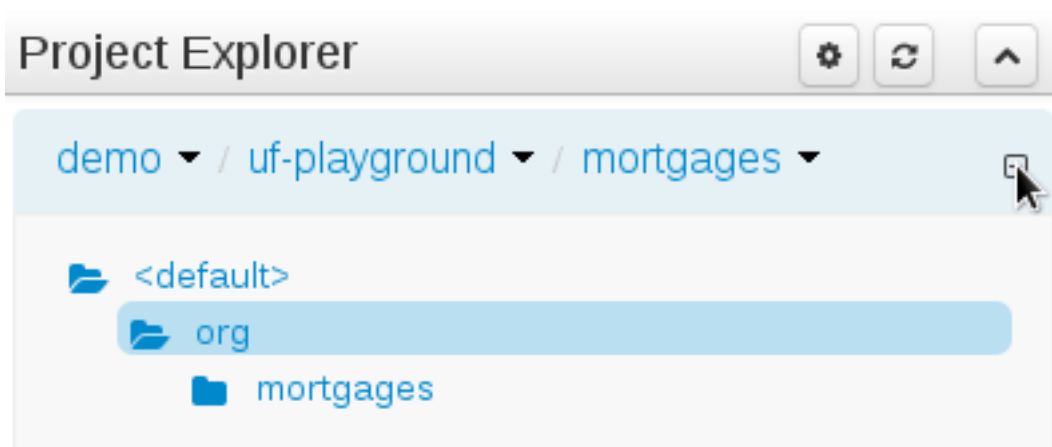 Project Explorer
demo / uf-playground / mortgages
<default>
org
mortgages